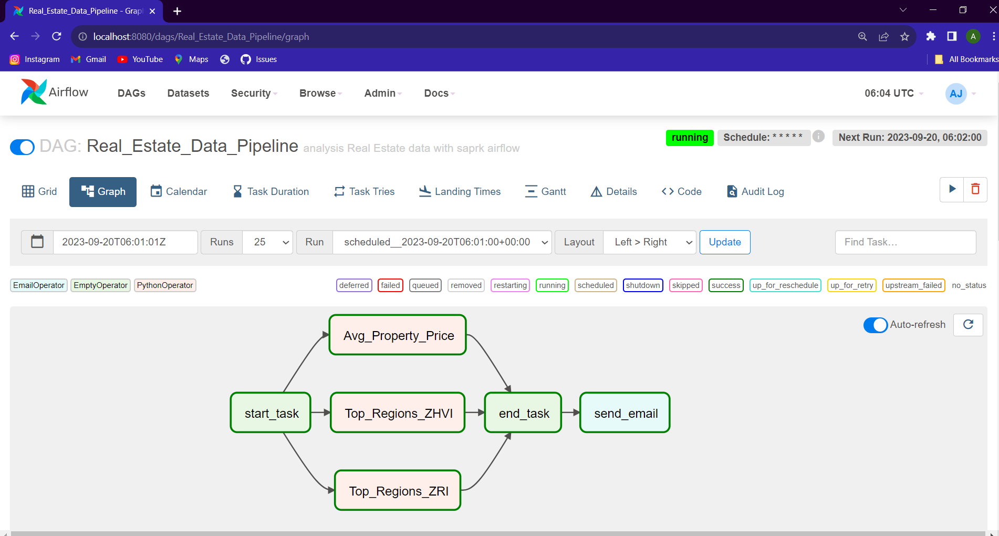 Real_Estate_Data_Pipeline - Grap
localhost:8080/dags/Real_Estate_Data_Pipeline/graph
A
Instagram Gmail YouTube Maps Issues All Bookmarks
Airflow DAGs Datasets Security Browse Admin Docs 06:04 UTC AJ
DAG: Real_Estate_Data_Pipeline analysis Real Estate data with saprk airflow
running Schedule: * * * * * i Next Run: 2023-09-20, 06:02:00
Grid Graph Calendar Task Duration Task Tries Landing Times Gantt Details Code Audit Log
2023-09-20T06:01:01Z Runs 25 Run scheduled__2023-09-20T06:01:00+00:00 Layout Left > Right Update Find Task...
EmailOperator EmptyOperator PythonOperator deferred failed queued removed restarting running scheduled shutdown skipped success up_for_reschedule up_for_retry upstream_failed no_status
Auto-refresh
Avg_Property_Price
start_task Top_Regions_ZHVI end_task send_email
Top_Regions_ZRI